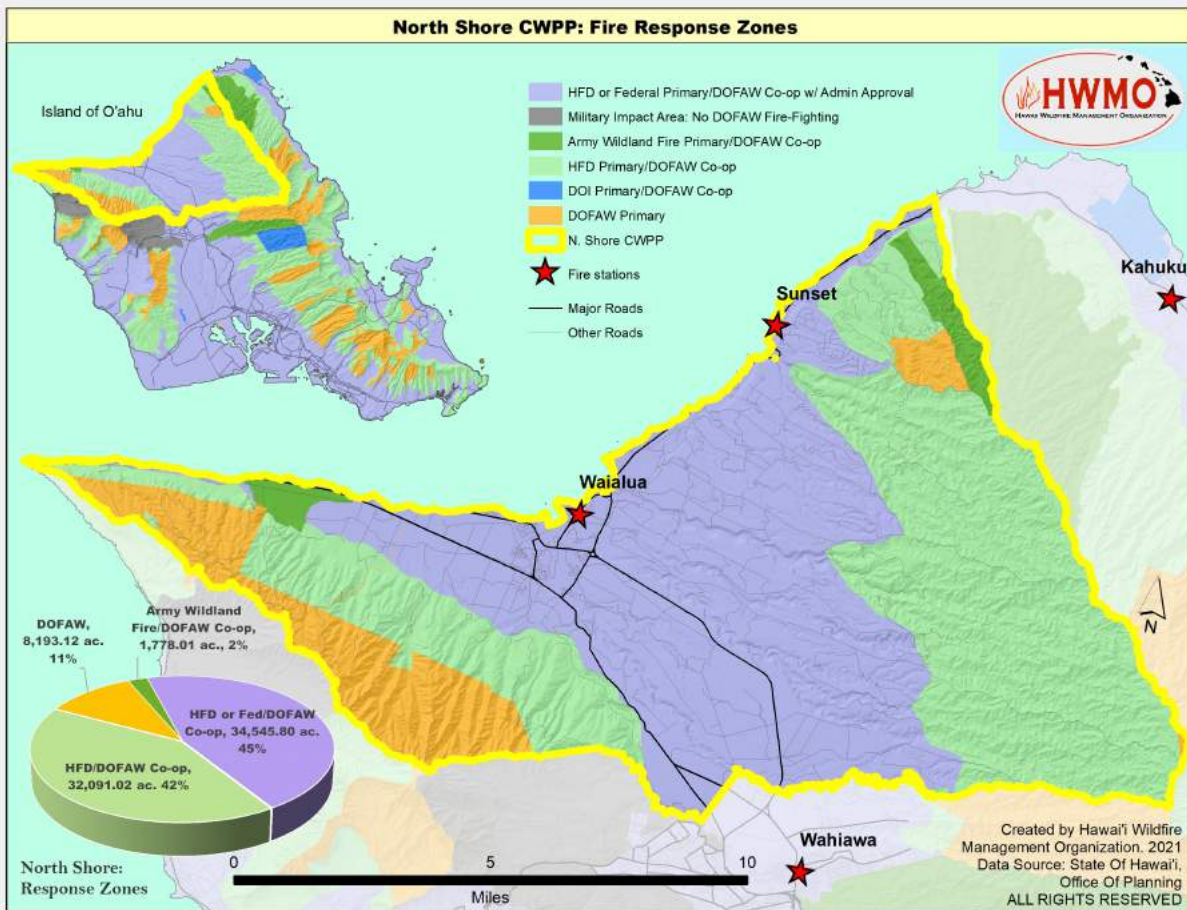 North Shore CWPP: Fire Response Zones
Island of O'ahu
HFD or Federal Primary/DOFAW Co-op w/ Admin Approval
Military Impact Area: No DOFAW Fire-Fighting
Army Wildland Fire Primary/DOFAW Co-op
HFD Primary/DOFAW Co-op
DOI Primary/DOFAW Co-op
DOFAW Primary
N. Shore CWPP
Fire stations
Major Roads
Other Roads
HWMO
HAWAII WILDFIRE MANAGEMENT ORGANIZATION
Kahuku
Sunset
Waialua
N
DOFAW,
8,193.12 ac.
11%
Army Wildland
Fire/DOFAW Co-op,
1,778.01 ac., 2%
HFD or Fed/DOFAW
Co-op, 34,545.80 ac.
45%
HFD/DOFAW Co-op,
32,091.02 ac. 42%
North Shore:
Response Zones
0
5
10
Miles
Wahiawa
Created by Hawai'i Wildfire
Management Organization. 2021
Data Source: State Of Hawai'i,
Office Of Planning
ALL RIGHTS RESERVED